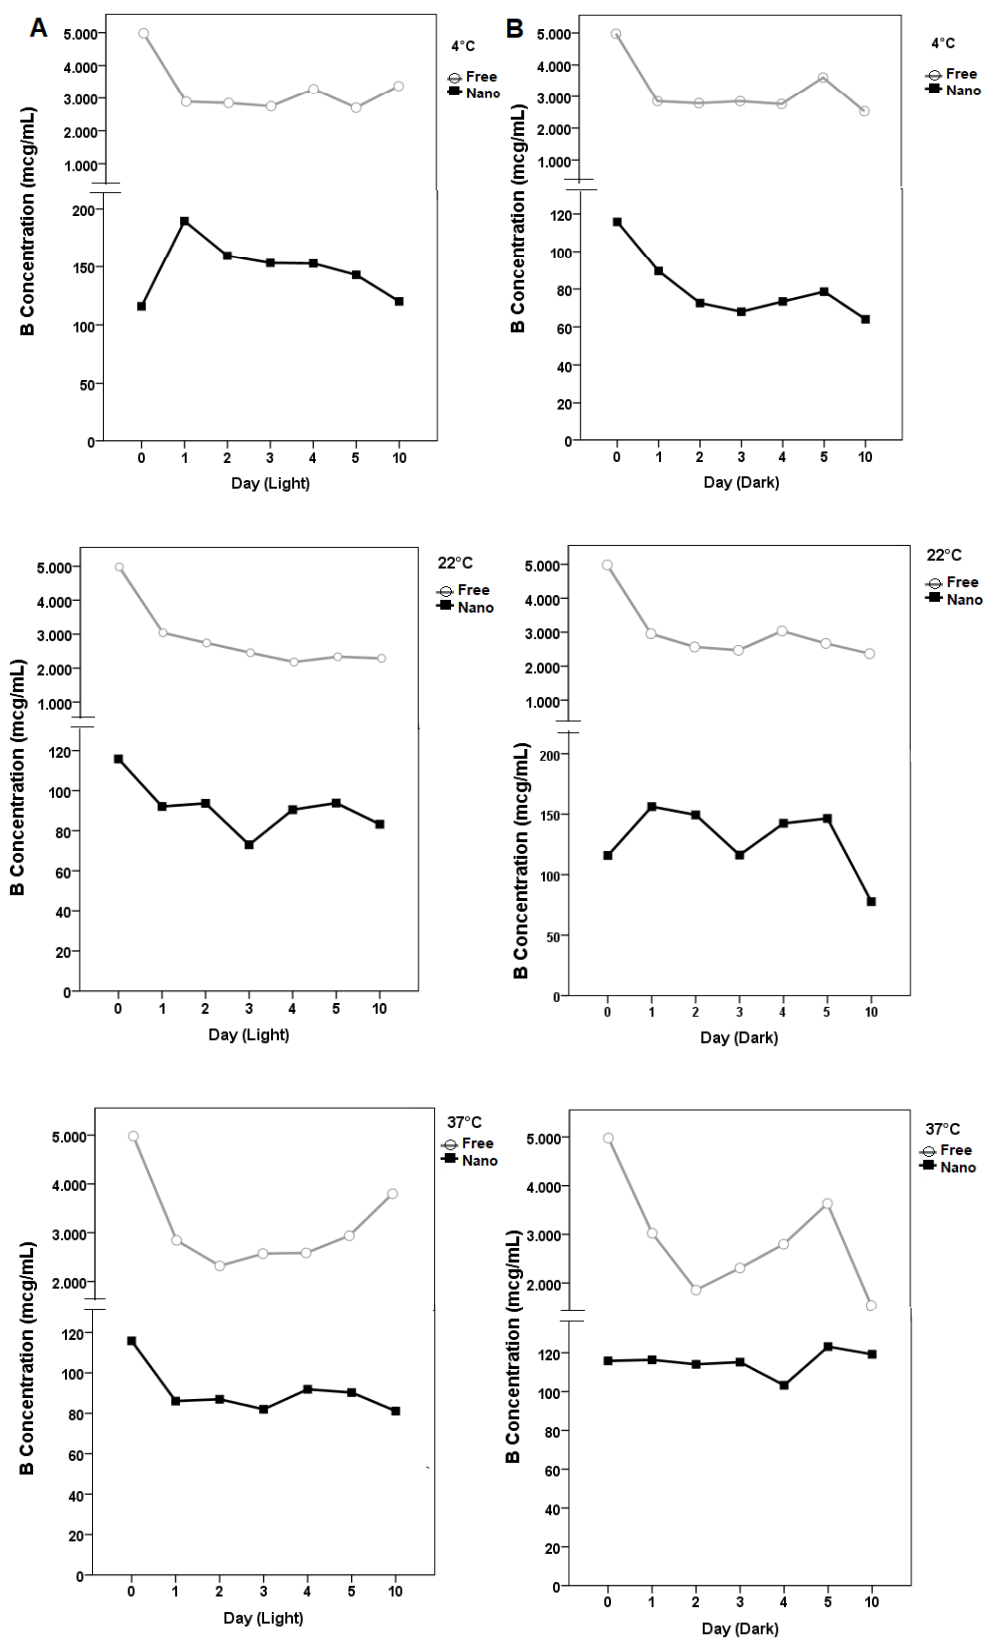 A
4°C
Free
Nano
5.000
4.000
3.000
2.000
1.000
200
150
100
50
0
B Concentration (mcg/mL)
0 1 2 3 4 5 10
Day (Light)
B
4°C
Free
Nano
5.000
4.000
3.000
2.000
1.000
120
100
80
60
40
20
0
B Concentration (mcg/mL)
0 1 2 3 4 5 10
Day (Dark)
22°C
Free
Nano
5.000
4.000
3.000
2.000
1.000
120
100
80
60
40
20
0
B Concentration (mcg/mL)
0 1 2 3 4 5 10
Day (Light)
22°C
Free
Nano
5.000
4.000
3.000
2.000
1.000
200
150
100
50
0
B Concentration (mcg/mL)
0 1 2 3 4 5 10
Day (Dark)
37°C
Free
Nano
5.000
4.000
3.000
2.000
120
100
80
60
40
20
0
B Concentration (mcg/mL)
0 1 2 3 4 5 10
Day (Light)
37°C
Free
Nano
5.000
4.000
3.000
2.000
120
100
80
60
40
20
0
B Concentration (mcg/mL)
0 1 2 3 4 5 10
Day (Dark)